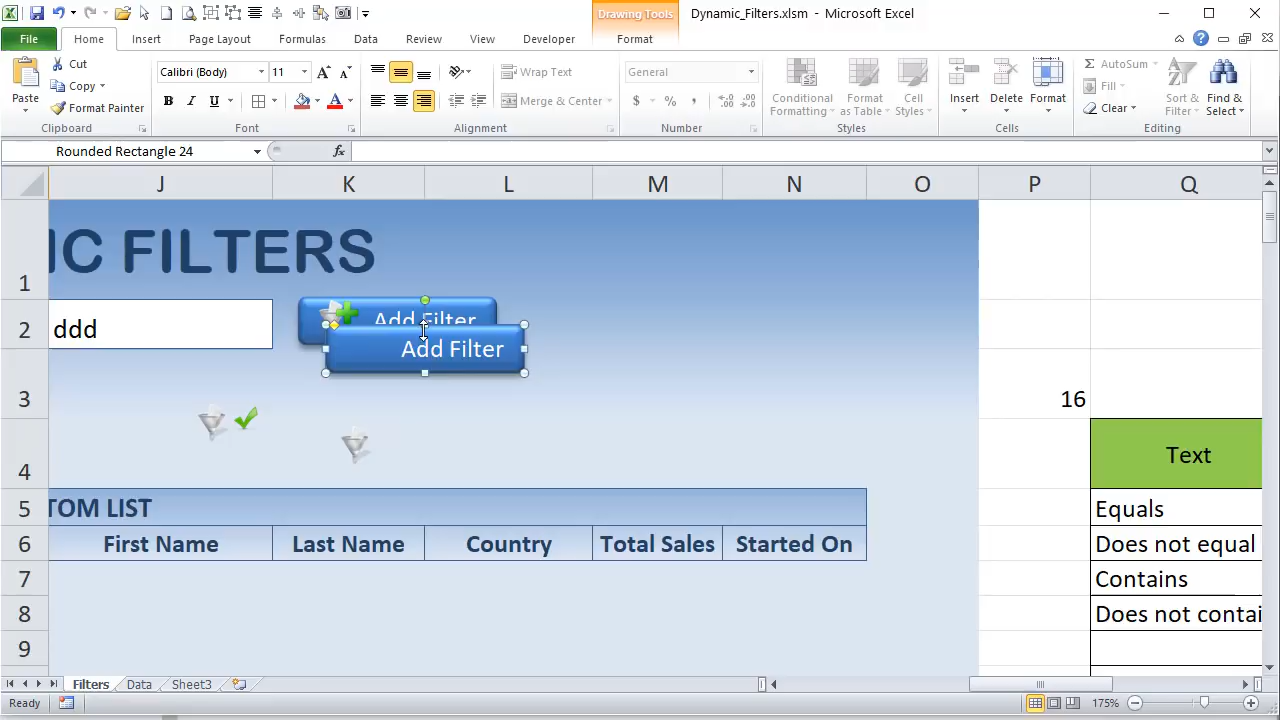 Drawing Tools
Dynamic_Filters.xlsm - Microsoft Excel
File Home Insert Page Layout Formulas Data Review View Developer Format
Paste
Cut
Copy
Format Painter
Clipboard
Calibri (Body) 11
B I U
A A
Font
Wrap Text
Merge & Center
Alignment
General
$ % ,
Number
Conditional Formatting
Format as Table
Cell Styles
Styles
Insert
Delete
Format
Cells
Σ AutoSum
Fill
Clear
Sort & Filter
Find & Select
Editing
Rounded Rectangle 24
fx
J K L M N O P Q
1
IC FILTERS
2
ddd
Add Filter
Add Filter
3
16
4
Text
5
TOM LIST
Equals
6
First Name Last Name Country Total Sales Started On
Does not equal
7
Contains
8
Does not contai
9
Filters Data Sheet3
Ready
175%